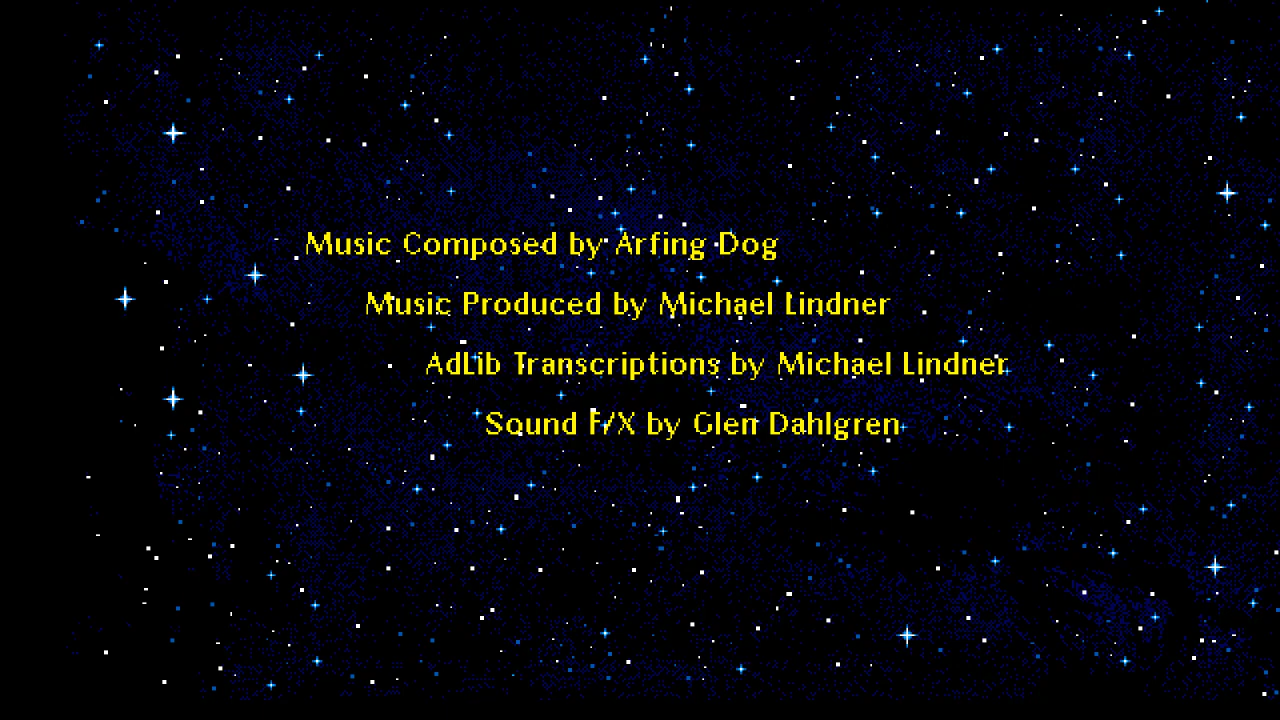 Music Composed by Arfing Dog
Music Produced by Michael Lindner
AdLib Transcriptions by Michael Lindner
Sound F/X by Glen Dahlgren